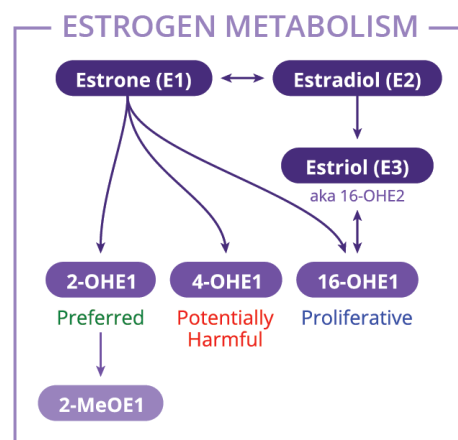 ESTROGEN METABOLISM
Estrone (E1)
Estradiol (E2)
Estriol (E3)
aka 16-OHE2
2-OHE1
4-OHE1
16-OHE1
Preferred
Potentially
Harmful
Proliferative
2-MeOE1